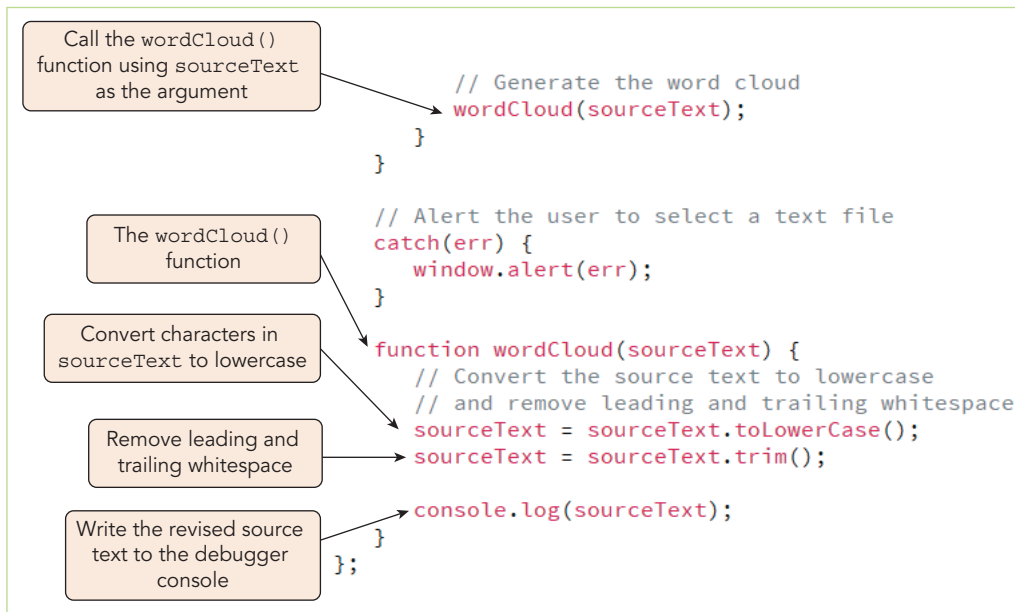 Call the wordCloud()
function using sourceText
as the argument
// Generate the word cloud
wordCloud(sourceText);
}
}
// Alert the user to select a text file
The wordCloud()
function
catch(err) {
window.alert(err);
}
Convert characters in
sourceText to lowercase
function wordCloud(sourceText) {
// Convert the source text to lowercase
// and remove leading and trailing whitespace
sourceText = sourceText.toLowerCase();
Remove leading and
trailing whitespace
sourceText = sourceText.trim();
Write the revised source
text to the debugger
console
console.log(sourceText);
}
};